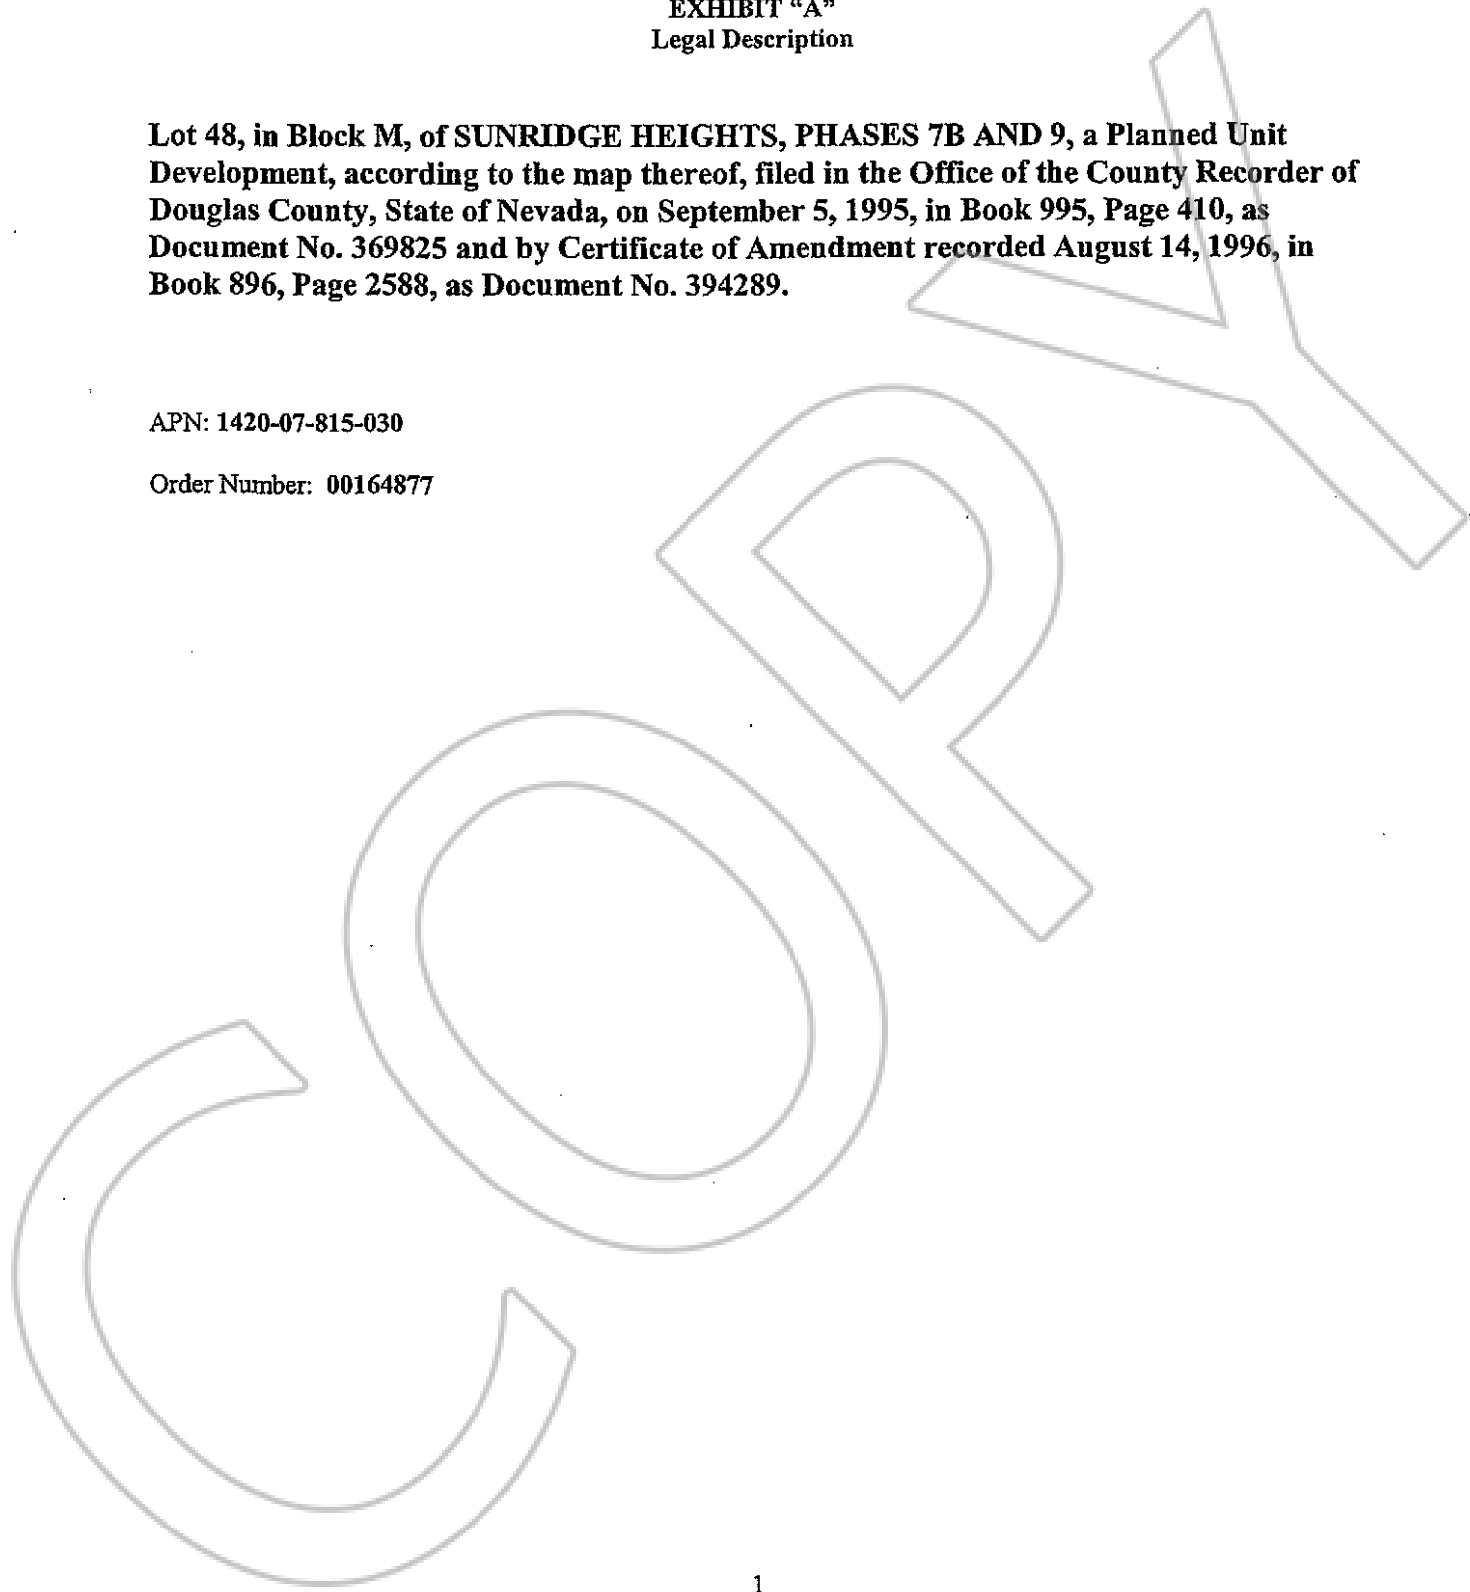 EXHIBIT “A”
Legal Description
Lot 48, in Block M, of SUNRIDGE HEIGHTS, PHASES 7B AND 9, a Planned Unit
Development, according to the map thereof, filed in the Office of the County Recorder of
Douglas County, State of Nevada, on September 5, 1995, in Book 995, Page 410, as
Document No. 369825 and by Certificate of Amendment recorded August 14, 1996, in
Book 896, Page 2588, as Document No. 394289.
APN: 1420-07-815-030
Order Number: 00164877
COPY
1